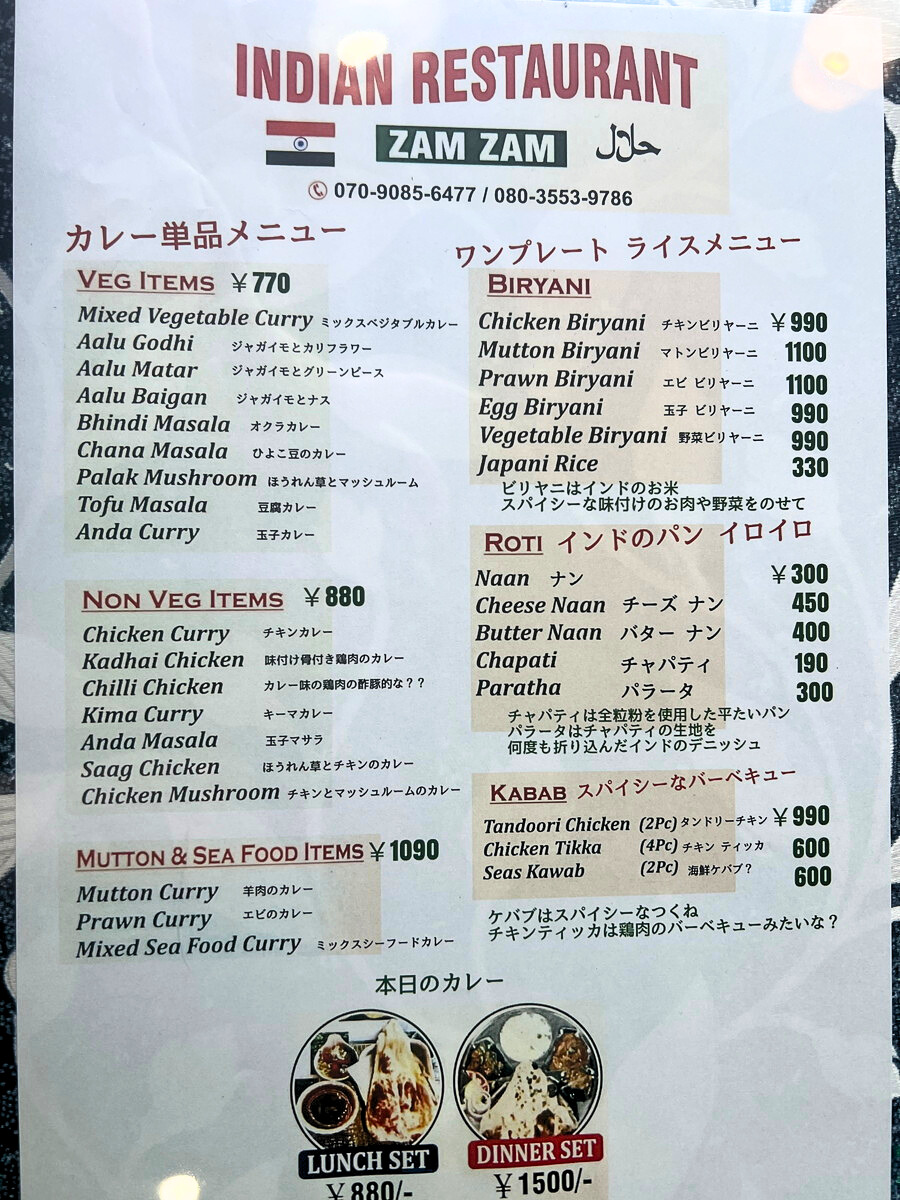 INDIAN RESTAURANT
ZAM ZAM حلال
070-9085-6477 / 080-3553-9786
カレー単品メニュー
VEG ITEMS ￥770
Mixed Vegetable Curry ミックスベジタブルカレー
Aalu Godhi ジャガイモとカリフラワー
Aalu Matar ジャガイモとグリーンピース
Aalu Baigan ジャガイモとナス
Bhindi Masala オクラカレー
Chana Masala ひよこ豆のカレー
Palak Mushroom ほうれん草とマッシュルーム
Tofu Masala 豆腐カレー
Anda Curry 玉子カレー
NON VEG ITEMS ￥880
Chicken Curry チキンカレー
Kadhai Chicken 味付け骨付き鶏肉のカレー
Chilli Chicken カレー味の鶏肉の酢豚的な??
Kima Curry キーマカレー
Anda Masala 玉子マサラ
Saag Chicken ほうれん草とチキンのカレー
Chicken Mushroom チキンとマッシュルームのカレー
MUTTON & SEA FOOD ITEMS ￥1090
Mutton Curry 羊肉のカレー
Prawn Curry エビのカレー
Mixed Sea Food Curry ミックスシーフードカレー
ワンプレート ライスメニュー
BIRYANI
Chicken Biryani チキンビリヤーニ ￥990
Mutton Biryani マトンビリヤーニ 1100
Prawn Biryani エビ ビリヤーニ 1100
Egg Biryani 玉子 ビリヤーニ 990
Vegetable Biryani 野菜ビリヤーニ 990
Japani Rice 330
ビリヤニはインドのお米
スパイシーな味付けのお肉や野菜をのせて
ROTI インドのパン イロイロ
Naan ナン ￥300
Cheese Naan チーズ ナン 450
Butter Naan バター ナン 400
Chapati チャパティ 190
Paratha パラータ 300
チャパティは全粒粉を使用した平たいパン
パラータはチャパティの生地を
何度も折り込んだインドのデニッシュ
KABAB スパイシーなバーベキュー
Tandoori Chicken (2Pc) タンドリーチキン ￥990
Chicken Tikka (4Pc) チキン ティッカ 600
Seas Kawab (2Pc) 海鮮ケバブ? 600
ケバブはスパイシーなつくね
チキンティッカは鶏肉のバーベキューみたいな?
本日のカレー
LUNCH SET
￥880/-
DINNER SET
￥1500/-